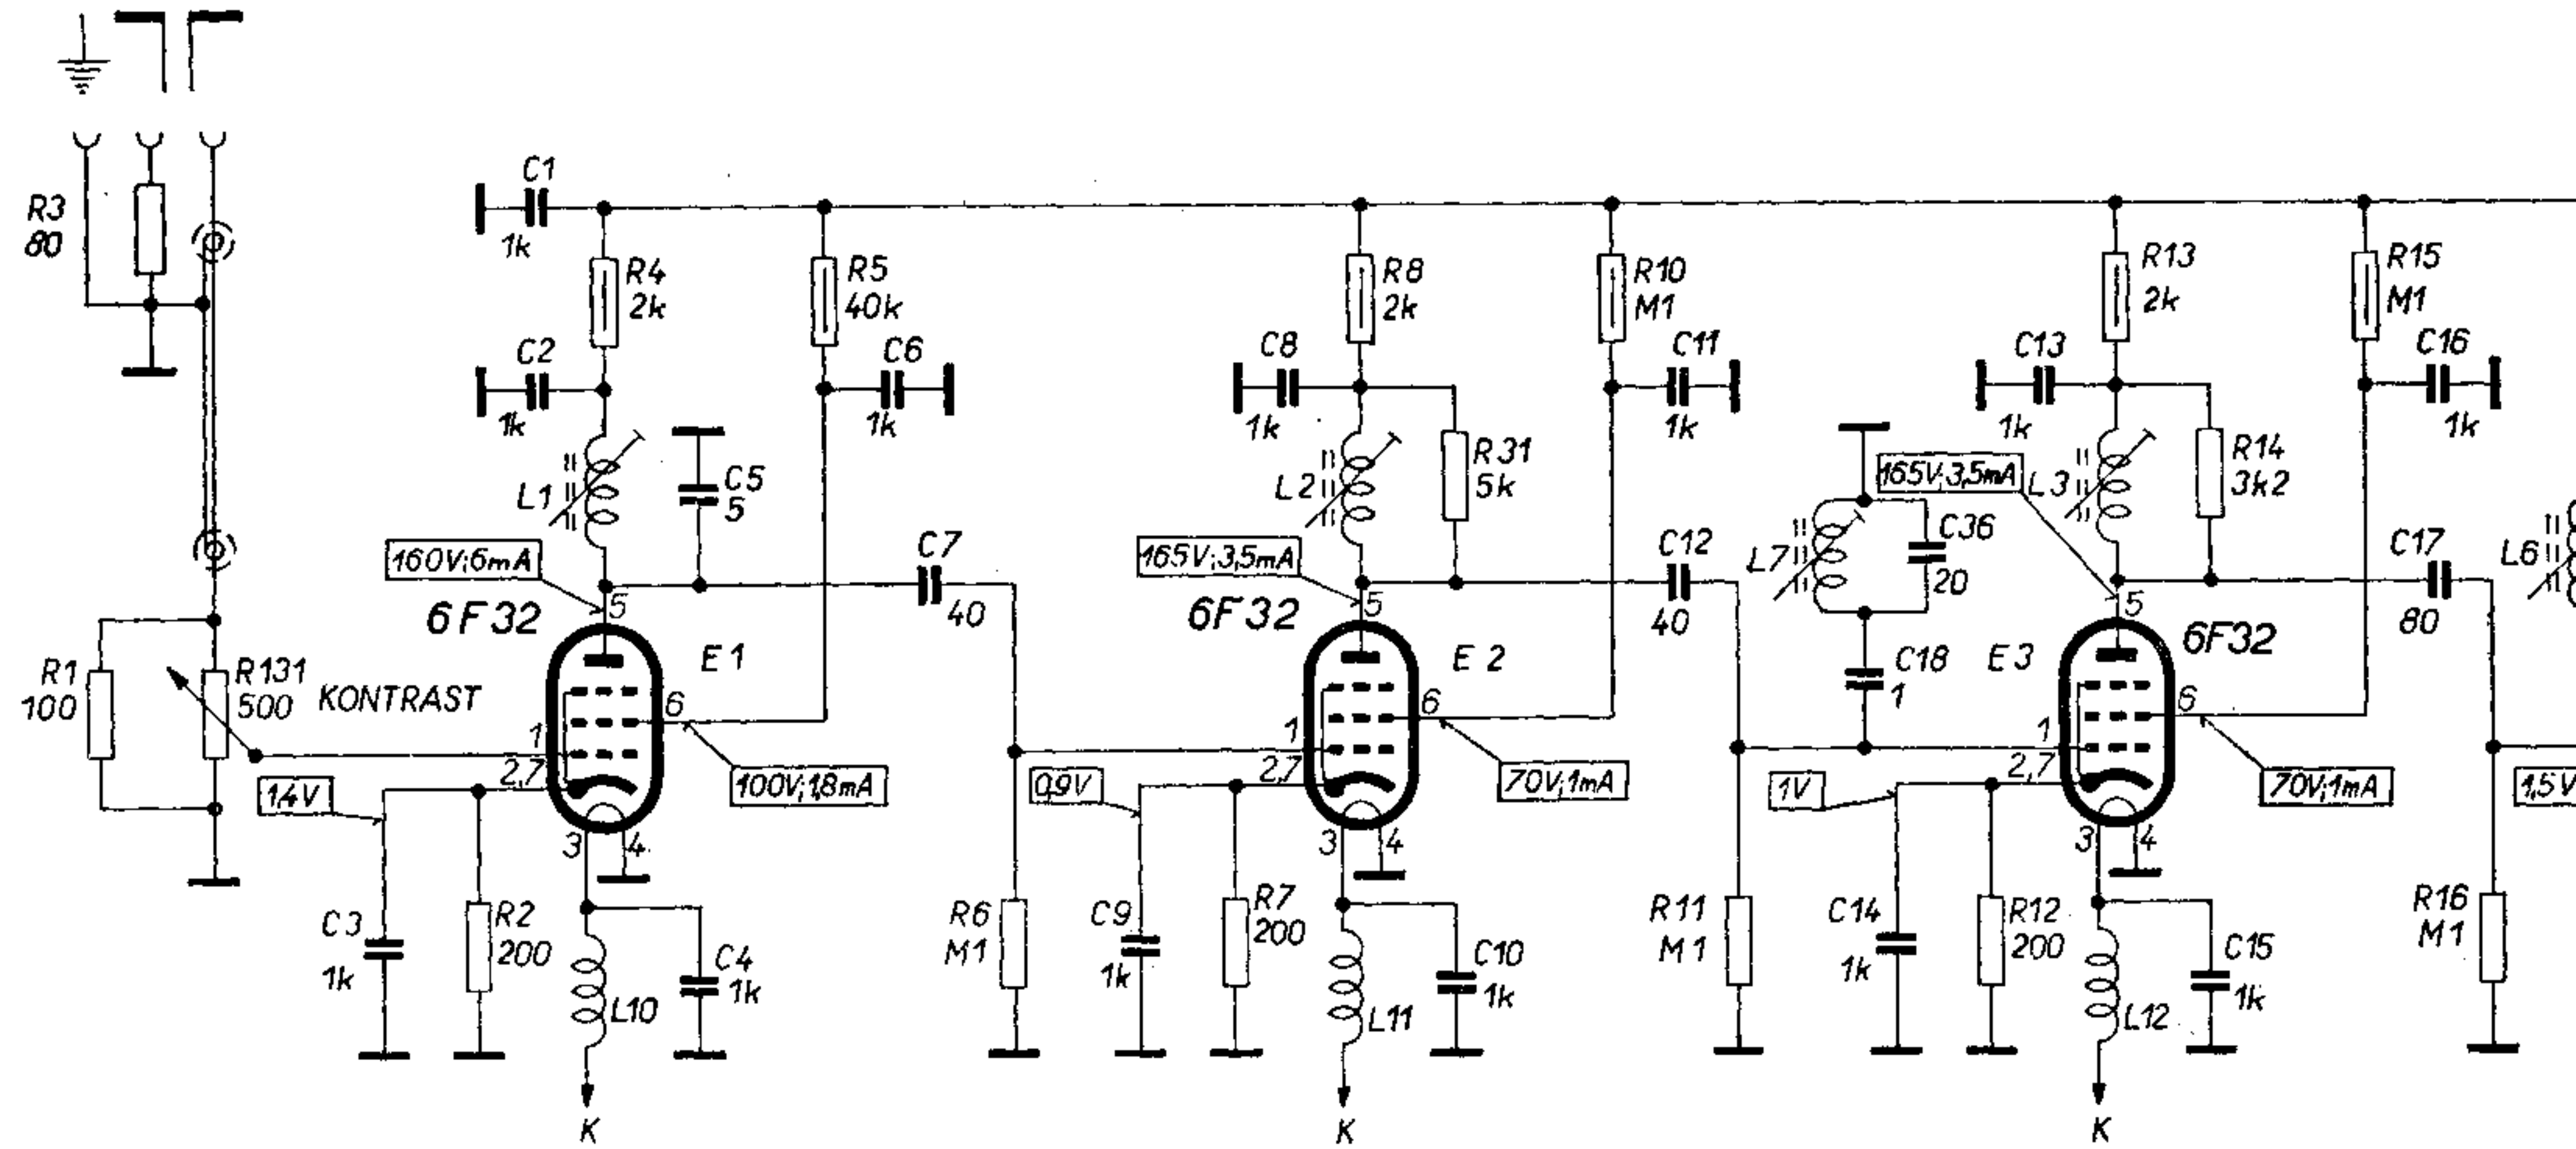 C1
1k
R3
80
R4
2k
R5
40k
R8
2k
R10
M1
R13
2k
R15
M1
C2
1k
C6
1k
C8
1k
C11
1k
C13
1k
C16
1k
L1
C5
5
L2
R31
5k
165V;3,5mA
L3
R14
3k2
160V;6mA
C7
40
165V;3,5mA
C12
40
L7
C36
20
C17
80
L6
6F32
5
6F32
5
5
6F32
R1
100
R131
500
KONTRAST
E1
E2
C18
1
E3
1
6
2,7
1
6
2,7
1
6
2,7
1,4V
100V;1,8mA
0,9V
70V;1mA
1V
70V;1mA
1,5V
3
4
3
4
3
4
C3
1k
R2
200
C4
1k
L10
R6
M1
C9
1k
R7
200
C10
1k
L11
R11
M1
C14
1k
R12
200
C15
1k
L12
R16
M1
K
K
K